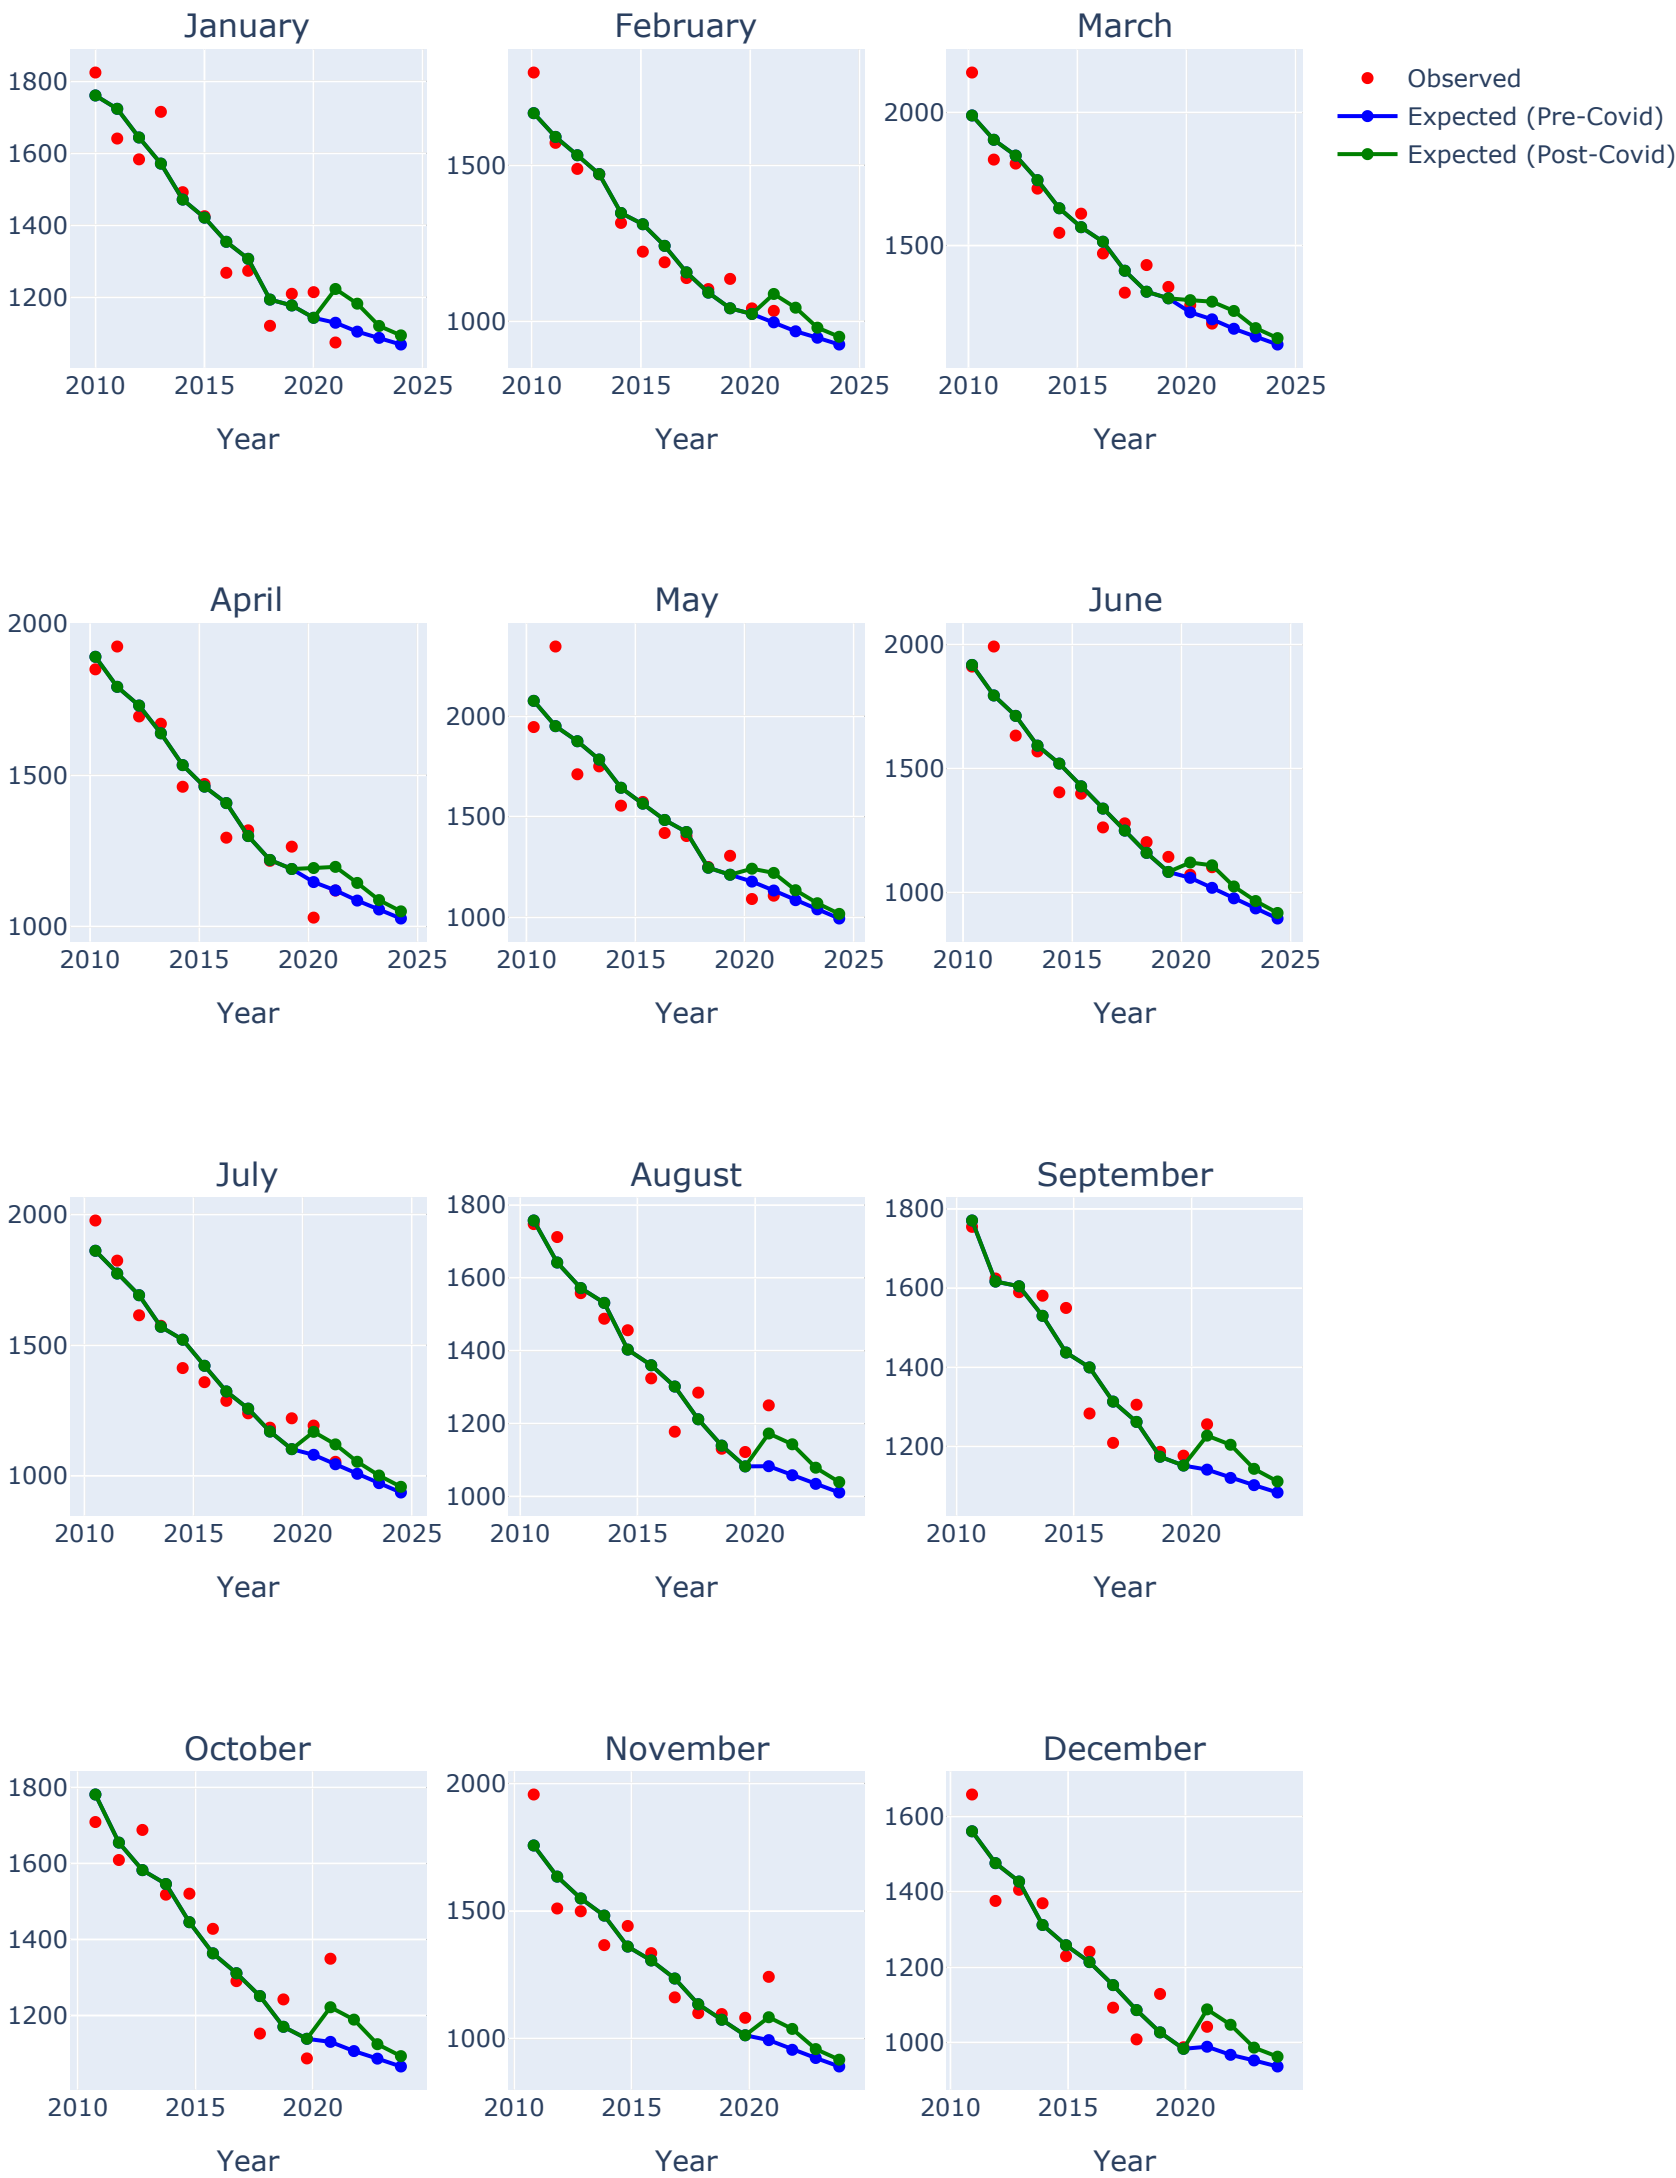 January February March
1800
1600
1400
1200
2010 2015 2020 2025
Year
1500
1000
2010 2015 2020 2025
Year
2000
1500
2010 2015 2020 2025
Year
Observed
Expected (Pre-Covid)
Expected (Post-Covid)
April May June
2000
1500
1000
2010 2015 2020 2025
Year
2000
1500
1000
2010 2015 2020 2025
Year
2000
1500
1000
2010 2015 2020 2025
Year
July August September
2000
1500
1000
2010 2015 2020 2025
Year
1800
1600
1400
1200
1000
2010 2015 2020
Year
1800
1600
1400
1200
2010 2015 2020
Year
October November December
1800
1600
1400
1200
2010 2015 2020
Year
2000
1500
1000
2010 2015 2020
Year
1600
1400
1200
1000
2010 2015 2020
Year